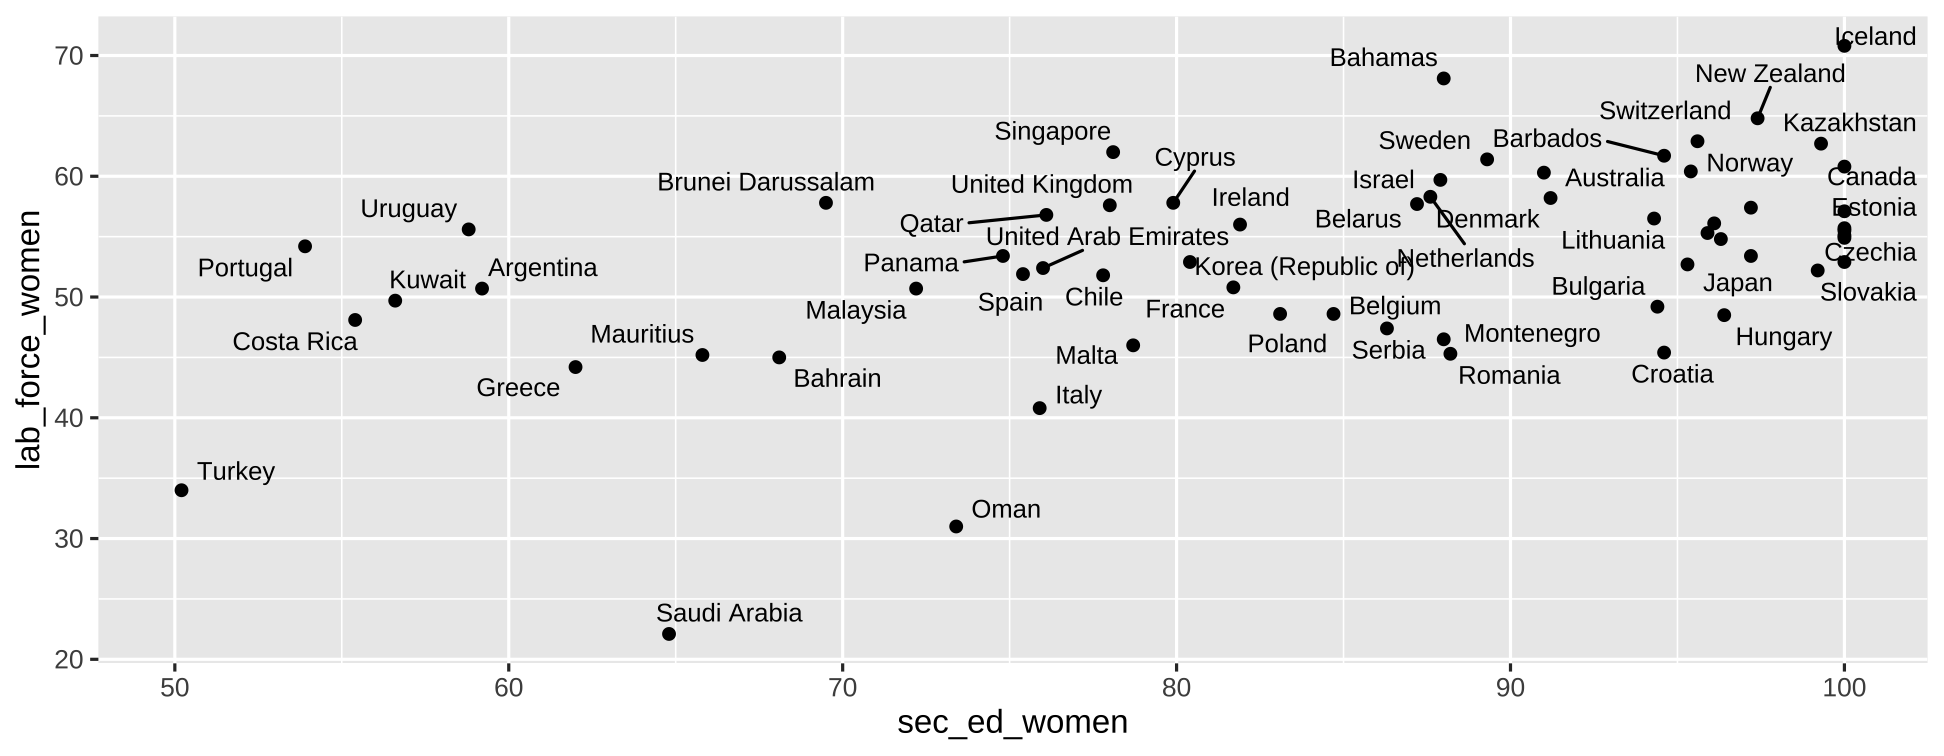 Iceland
70
Bahamas
New Zealand
Switzerland
Kazakhstan
Singapore
Sweden
Barbados
Cyprus
Norway
60
Brunei Darussalam
United Kingdom
Israel
Australia
Canada
Ireland
Uruguay
Estonia
Qatar
Belarus
Denmark
United Arab Emirates
Lithuania
Czechia
Portugal
Argentina
Panama
Korea (Republic of)
Netherlands
Kuwait
50
Spain
Chile
Bulgaria
Japan
Slovakia
Malaysia
France
Belgium
Costa Rica
Mauritius
Poland
Serbia
Montenegro
Hungary
Malta
Greece
Bahrain
Romania
Croatia
Italy
40
Turkey
Oman
30
Saudi Arabia
20
lab_force_women
50
60
70
80
90
100
sec_ed_women